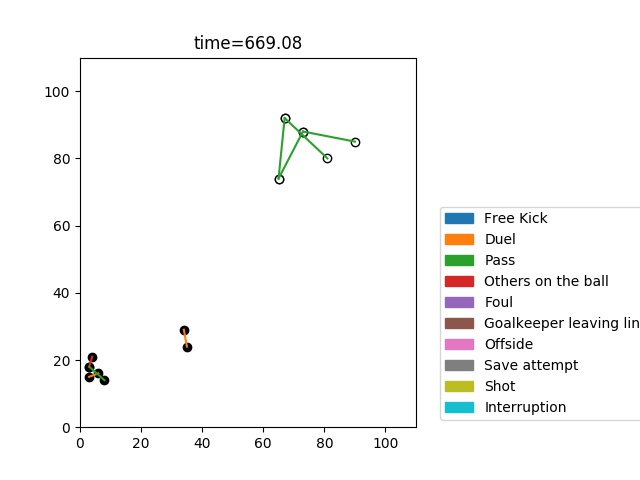 time=669.08
100
80
60
40
20
0
0 20 40 60 80 100
Free Kick
Duel
Pass
Others on the ball
Foul
Goalkeeper leaving lin
Offside
Save attempt
Shot
Interruption